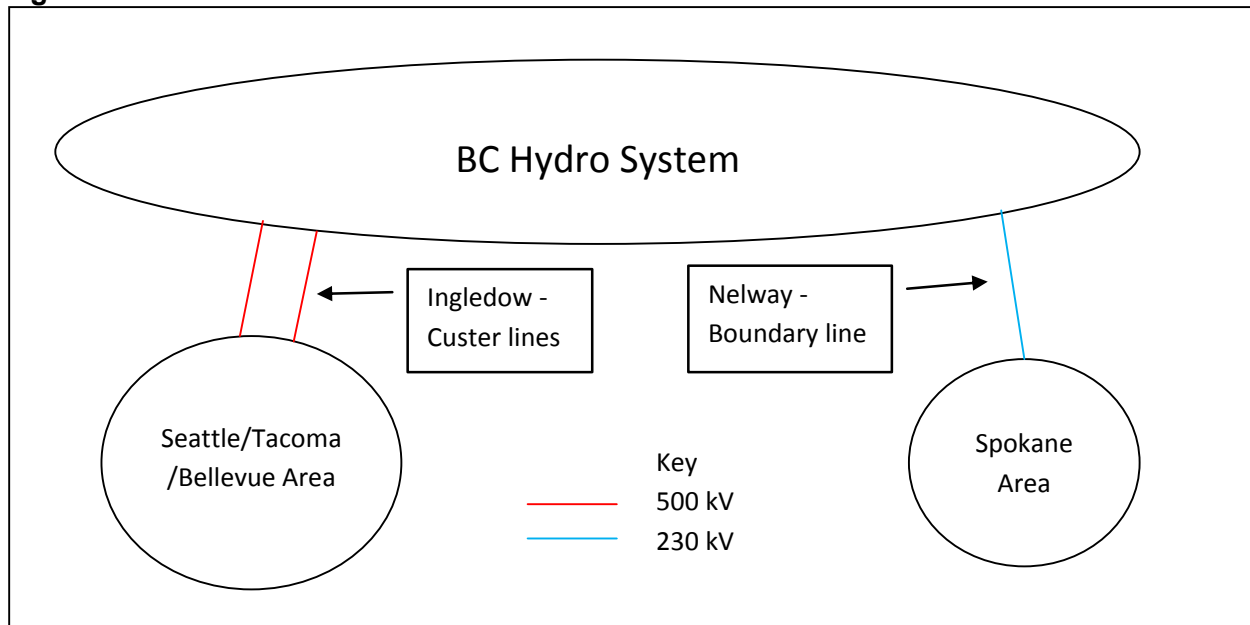 BC Hydro System
Ingledow -
Custer lines
Nelway -
Boundary line
Seattle/Tacoma
/Bellevue Area
Key
500 kV
230 kV
Spokane
Area